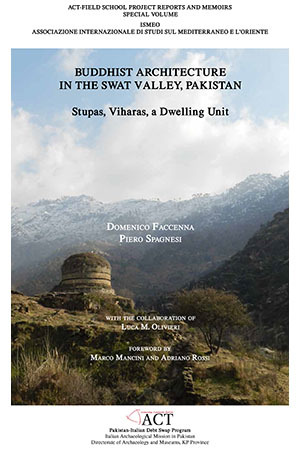 ACT-FIELD SCHOOL PROJECT REPORTS AND MEMOIRS
SPECIAL VOLUME
ISMEO
ASSOCIAZIONE INTERNAZIONALE DI STUDI SUL MEDITERRANEO E L'ORIENTE
BUDDHIST ARCHITECTURE
IN THE SWAT VALLEY, PAKISTAN
Stupas, Viharas, a Dwelling Unit
DOMENICO FACCENNA
PIERO SPAGNESI
WITH THE COLLABORATION OF
LUCA M. OLIVIERI
FOREWORD BY
MARCO MANCINI AND ADRIANO ROSSI
ACT
Pakistan-Italian Debt Swap Program
Italian Archaeological Mission in Pakistan
Directorate of Archaeology and Museums, KP Province